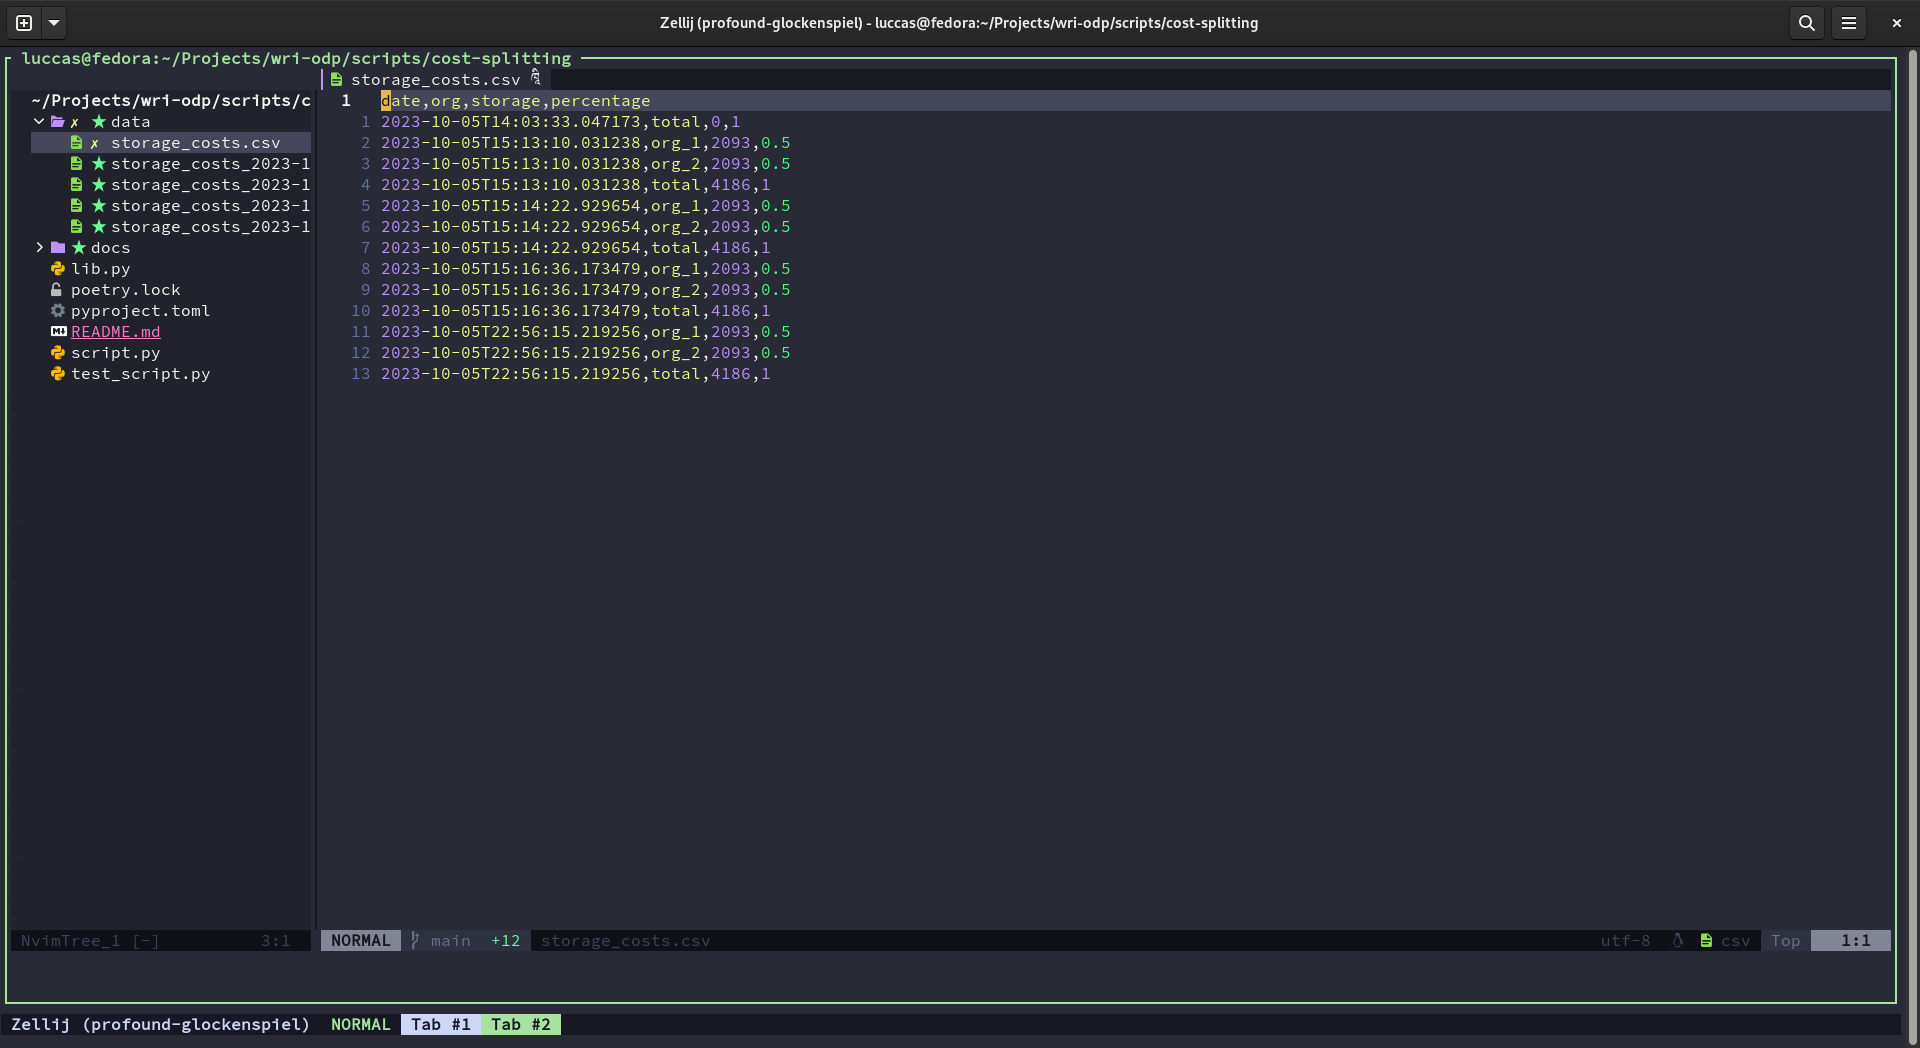 Zellij (profound-glockenspiel) - luccas@fedora:~/Projects/wri-odp/scripts/cost-splitting
luccas@fedora:~/Projects/wri-odp/scripts/cost-splitting
storage_costs.csv
~/Projects/wri-odp/scripts/c
data
storage_costs.csv
storage_costs_2023-1
storage_costs_2023-1
storage_costs_2023-1
storage_costs_2023-1
docs
lib.py
poetry.lock
pyproject.toml
README.md
script.py
test_script.py
1 date,org,storage,percentage
1 2023-10-05T14:03:33.047173,total,0,1
2 2023-10-05T15:13:10.031238,org_1,2093,0.5
3 2023-10-05T15:13:10.031238,org_2,2093,0.5
4 2023-10-05T15:13:10.031238,total,4186,1
5 2023-10-05T15:14:22.929654,org_1,2093,0.5
6 2023-10-05T15:14:22.929654,org_2,2093,0.5
7 2023-10-05T15:14:22.929654,total,4186,1
8 2023-10-05T15:16:36.173479,org_1,2093,0.5
9 2023-10-05T15:16:36.173479,org_2,2093,0.5
10 2023-10-05T15:16:36.173479,total,4186,1
11 2023-10-05T22:56:15.219256,org_1,2093,0.5
12 2023-10-05T22:56:15.219256,org_2,2093,0.5
13 2023-10-05T22:56:15.219256,total,4186,1
NvimTree_1 [-] 3:1
NORMAL main +12 storage_costs.csv utf-8 csv Top 1:1
Zellij (profound-glockenspiel) NORMAL Tab #1 Tab #2